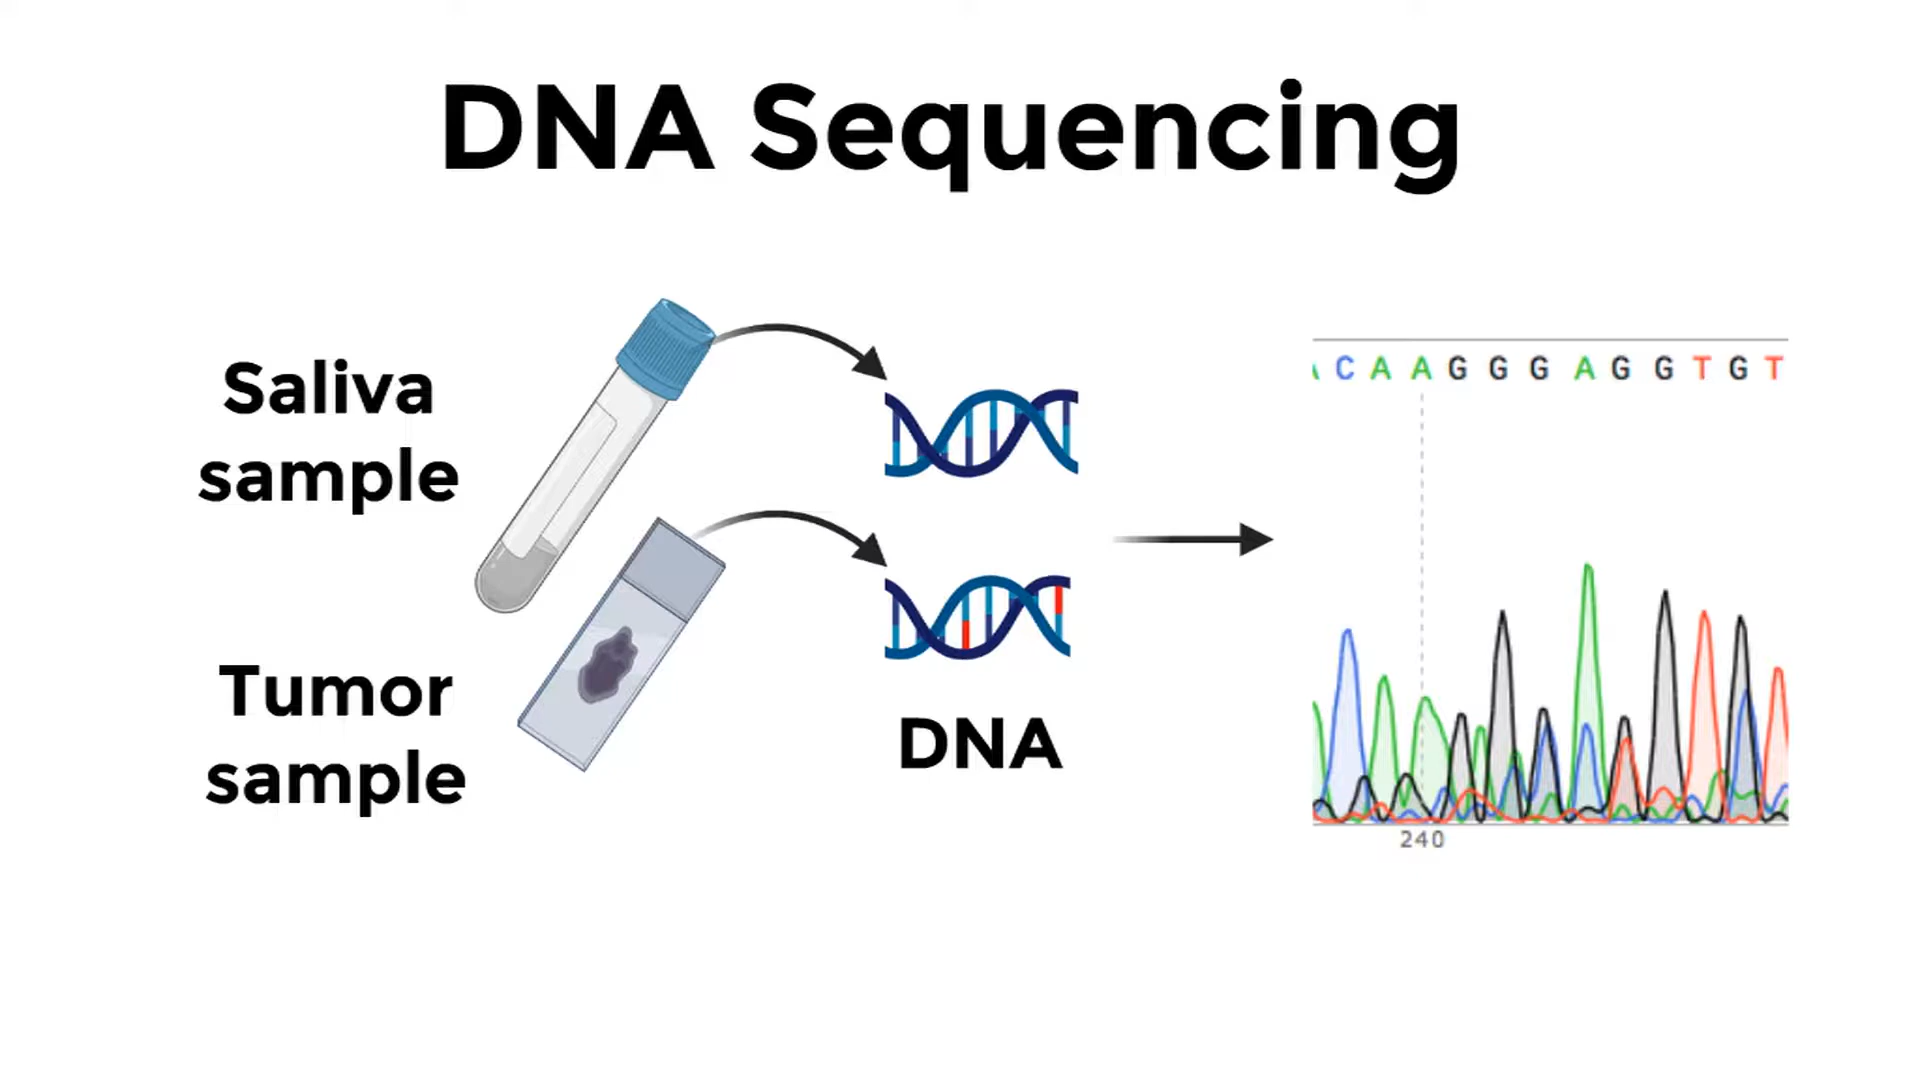 DNA Sequencing
Saliva
sample
Tumor
sample
DNA
A C A A G G G A G G T G T
240